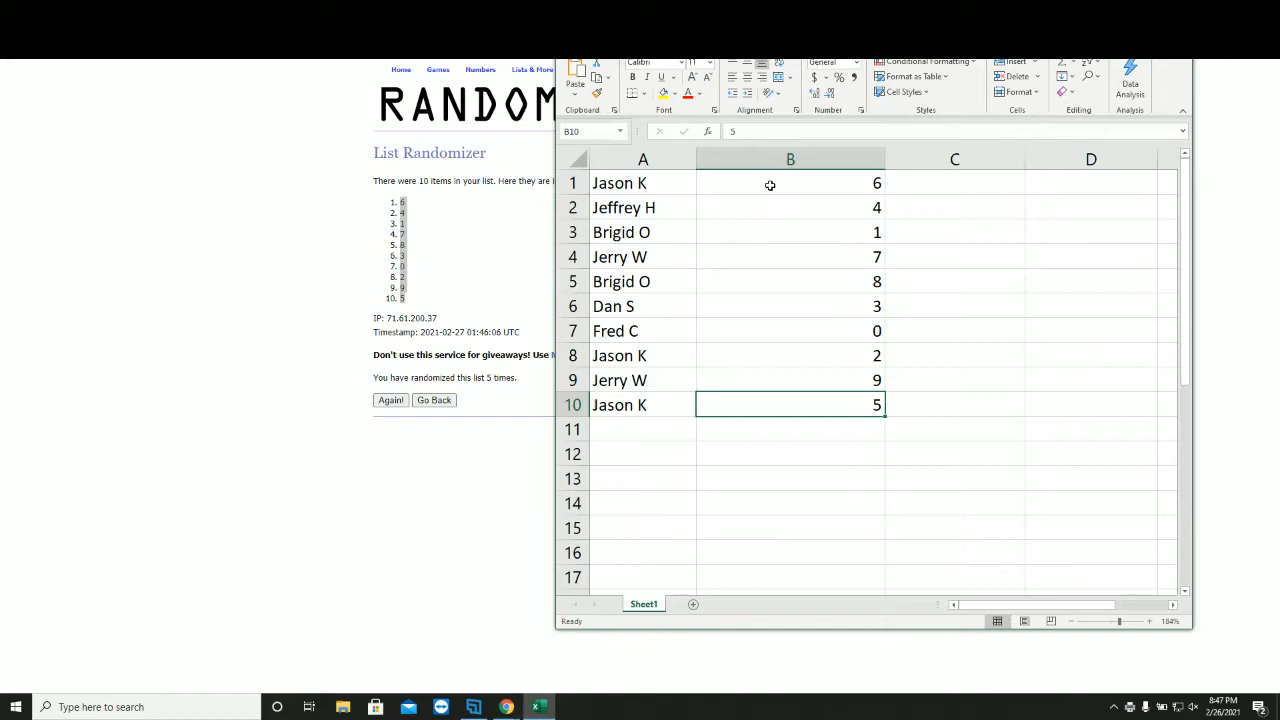 Home Games Numbers Lists & More
RANDOM
List Randomizer
There were 10 items in your list. Here they are i
1. 6
2. 4
3. 1
4. 7
5. 8
6. 3
7. 0
8. 2
9. 9
10. 5
IP: 71.61.200.37
Timestamp: 2021-02-27 01:46:06 UTC
Don't use this service for giveaways! Use
You have randomized this list 5 times.
Again! Go Back
Paste
Calibri 11
B I U
General
$ % ,
Conditional Formatting
Format as Table
Cell Styles
Insert
Delete
Format
Analyze Data
Clipboard Font Alignment Number Styles Cells Editing Analysis
B10 fx 5
A B C D
1 Jason K 6
2 Jeffrey H 4
3 Brigid O 1
4 Jerry W 7
5 Brigid O 8
6 Dan S 3
7 Fred C 0
8 Jason K 2
9 Jerry W 9
10 Jason K 5
11
12
13
14
15
16
17
Sheet1
Ready 184%
Type here to search
8:47 PM
2/26/2021
2